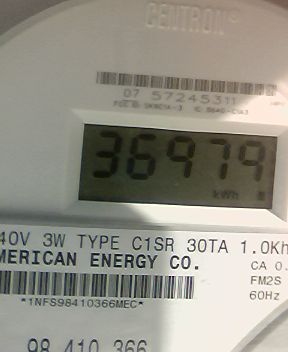 CENTRON®
07 57245311
36979
kWh
40V 3W TYPE C1SR 30TA 1.0Kh
MERICAN ENERGY CO.
CA 0.
FM2S
60Hz
*1NFS98410366MEC*
98 410 366